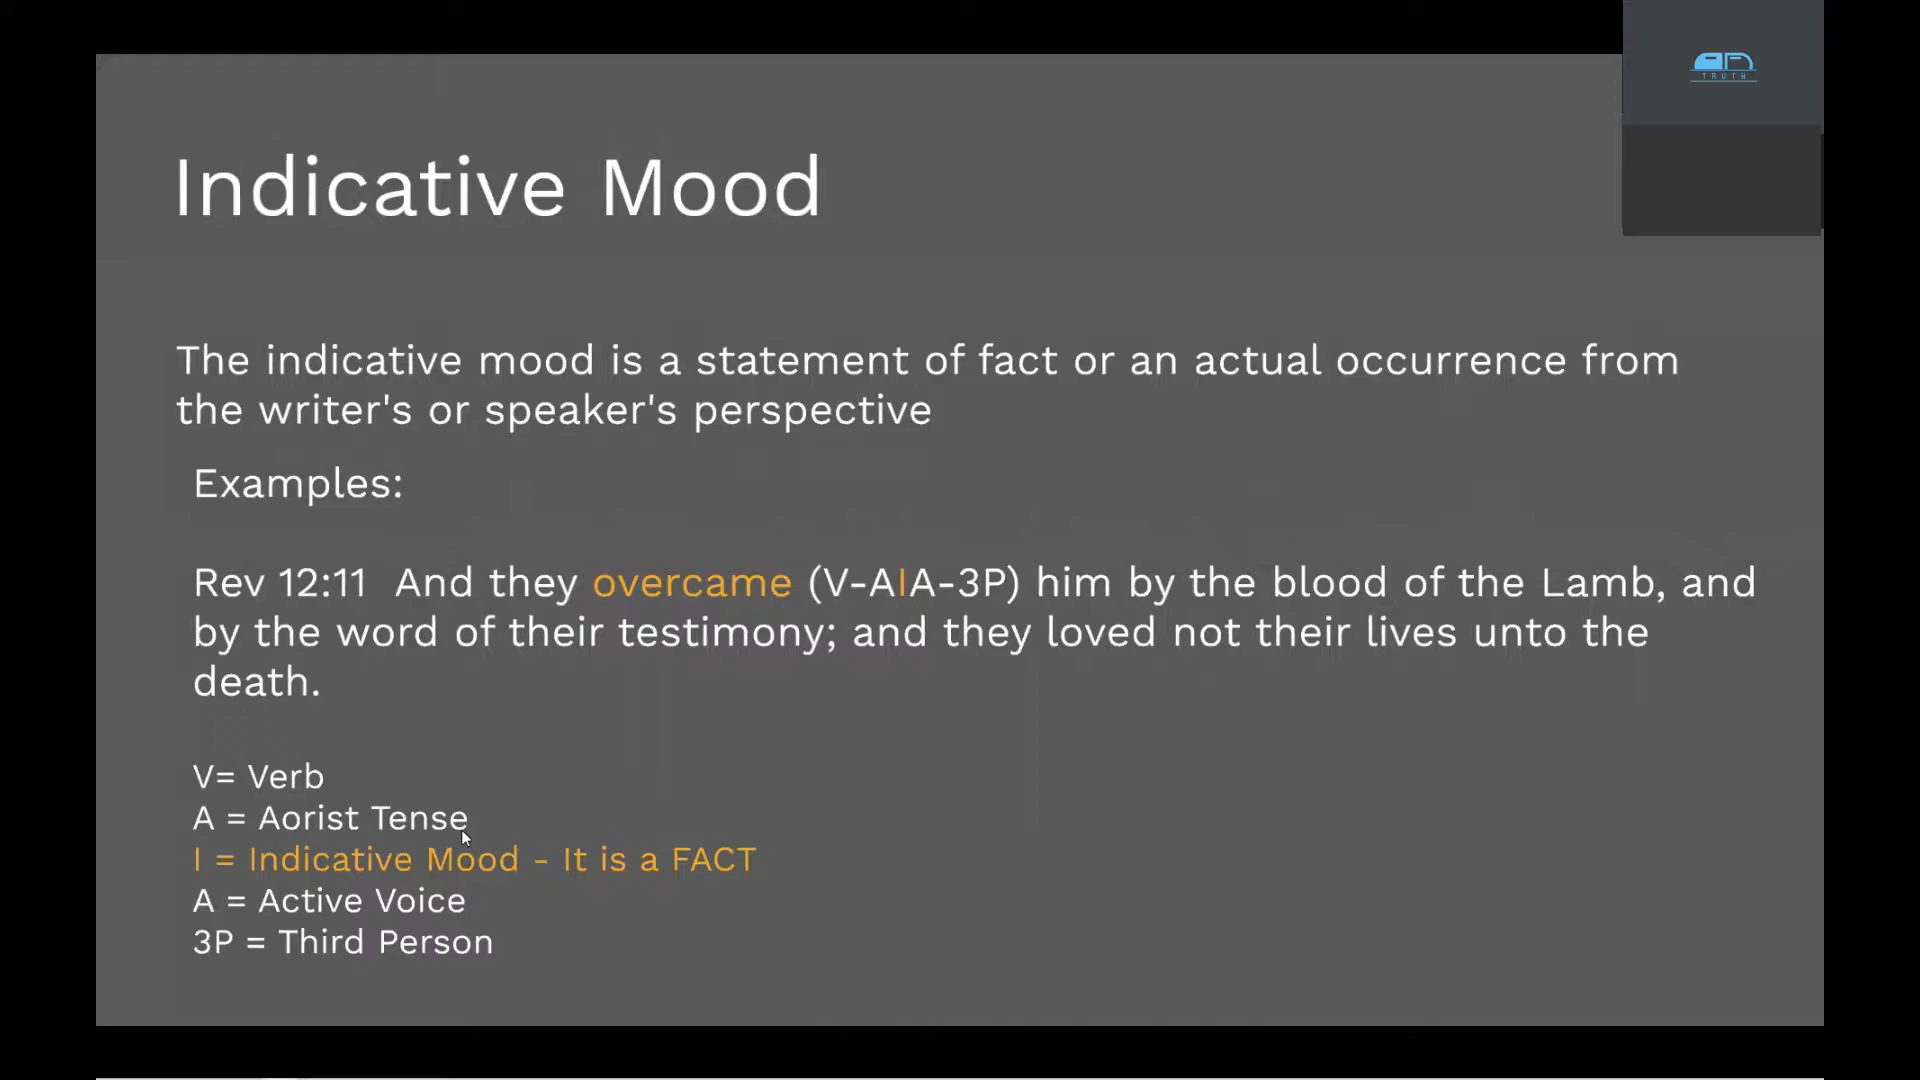 TRUTH
Indicative Mood
The indicative mood is a statement of fact or an actual occurrence from
the writer's or speaker's perspective
Examples:
Rev 12:11 And they overcame (V-AIA-3P) him by the blood of the Lamb, and
by the word of their testimony; and they loved not their lives unto the
death.
V= Verb
A = Aorist Tense
I = Indicative Mood - It is a FACT
A = Active Voice
3P = Third Person